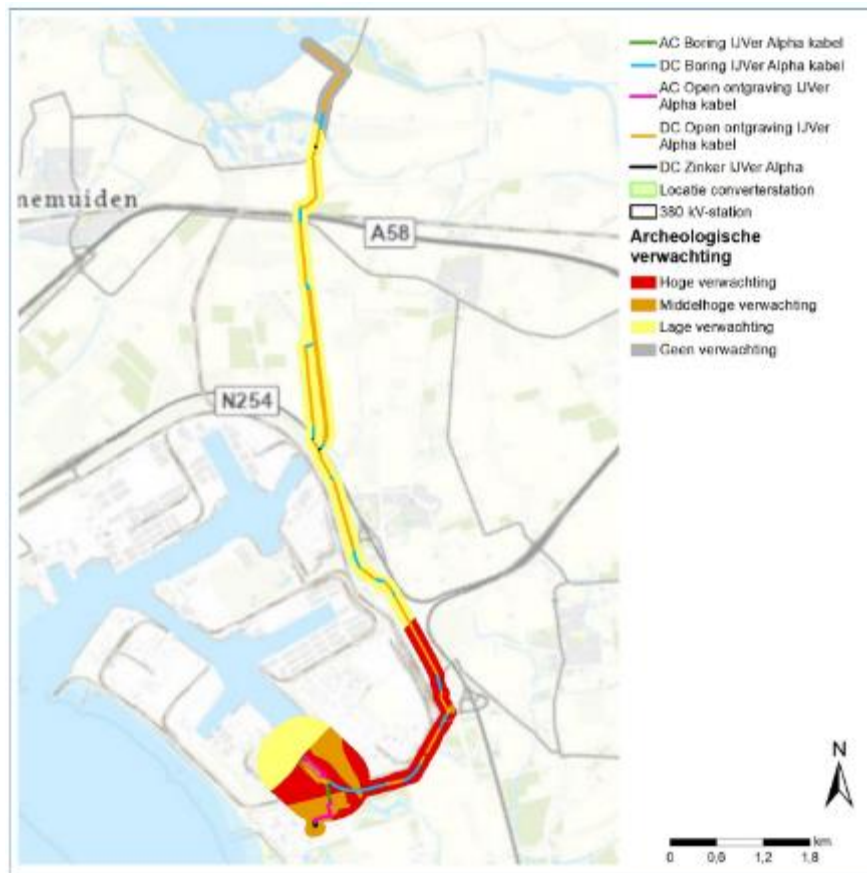 AC Boring IJVer Alpha kabel
DC Boring IJVer Alpha kabel
AC Open ontgraving IJVer
Alpha kabel
DC Open ontgraving IJVer
Alpha kabel
DC Zinker IJVer Alpha
Locatie converterstation
380 kV-station
Archeologische
verwachting
Hoge verwachting
Middelhoge verwachting
Lage verwachting
Geen verwachting
nemuiden
A58
N254
N
km
0 0,6 1,2 1,8